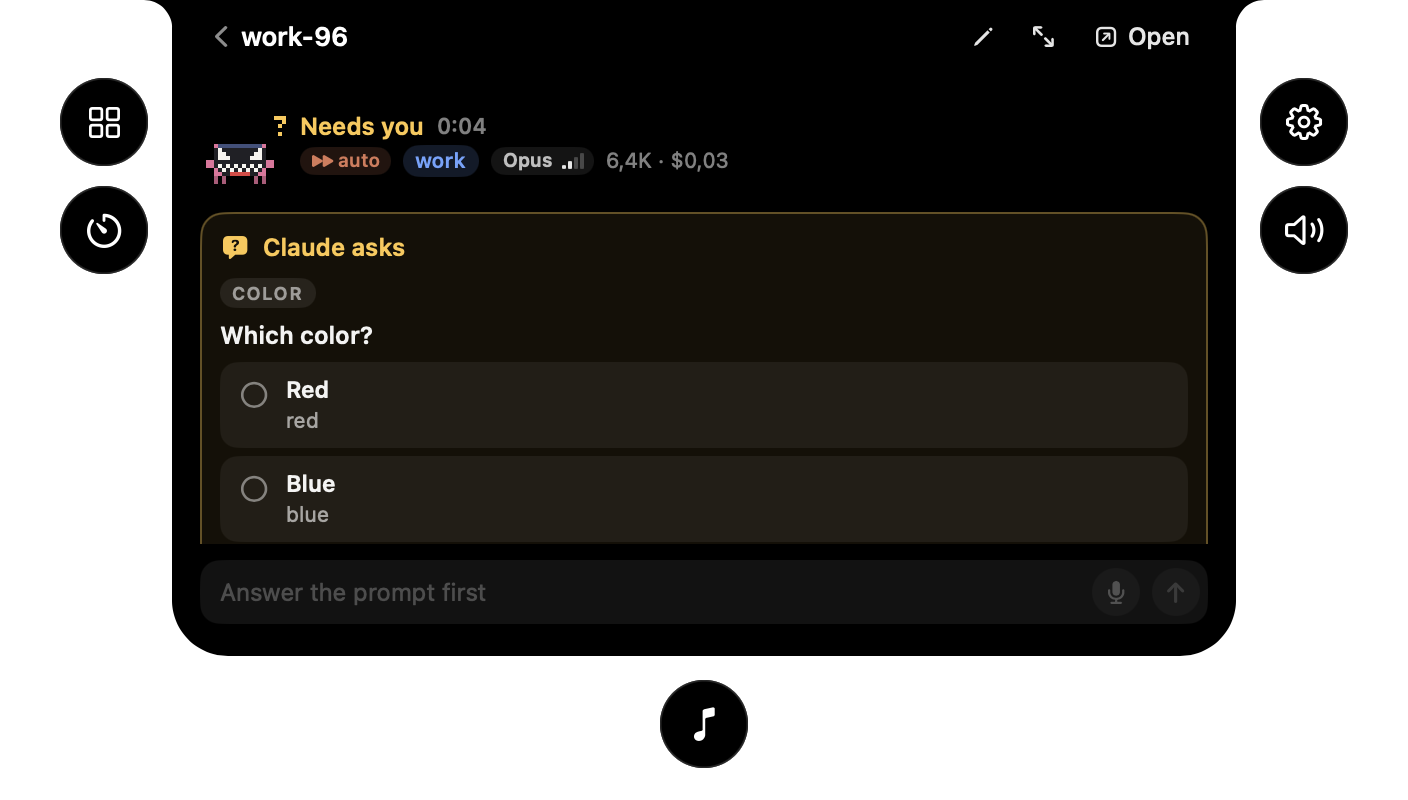 work-96
Open
? Needs you 0:04
auto work Opus 6,4K · $0,03
? Claude asks
COLOR
Which color?
Red
red
Blue
blue
Answer the prompt first